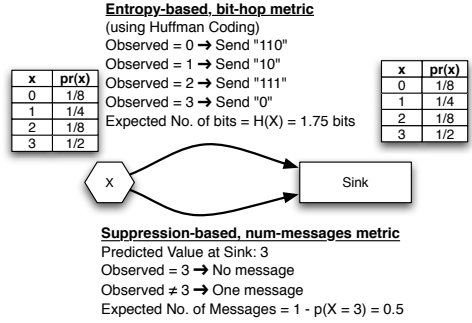 Entropy-based, bit-hop metric
(using Huffman Coding)
Observed = 0 ➔ Send "110"
Observed = 1 ➔ Send "10"
Observed = 2 ➔ Send "111"
Observed = 3 ➔ Send "0"
Expected No. of bits = H(X) = 1.75 bits
x pr(x)
0 1/8
1 1/4
2 1/8
3 1/2
x pr(x)
0 1/8
1 1/4
2 1/8
3 1/2
X
Sink
Suppression-based, num-messages metric
Predicted Value at Sink: 3
Observed = 3 ➔ No message
Observed ≠ 3 ➔ One message
Expected No. of Messages = 1 - p(X = 3) = 0.5